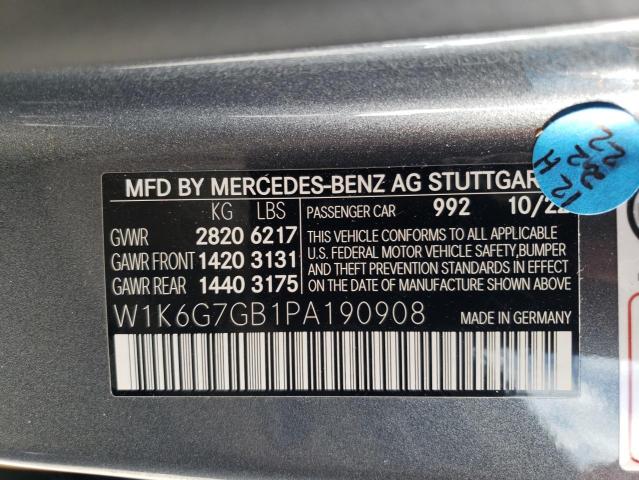 MFD BY MERCEDES-BENZ AG STUTTGAR
KG LBS PASSENGER CAR 992 10/22
GVWR 2820 6217
GAWR FRONT 1420 3131
GAWR REAR 1440 3175
THIS VEHICLE CONFORMS TO ALL APPLICABLE
U.S. FEDERAL MOTOR VEHICLE SAFETY,BUMPER
AND THEFT PREVENTION STANDARDS IN EFFECT
ON THE DATE OF MANUFACTURE SHOWN ABOVE
W1K6G7GB1PA190908 MADE IN GERMANY